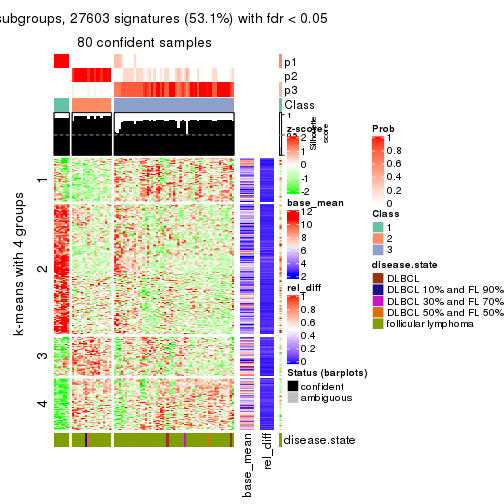 subgroups, 27603 signatures (53.1%) with fdr < 0.05
80 confident samples
p1
p2
p3
Class
1
Silhouette
score
z-score
2
1
0
-1
-2
base_mean
12
10
8
6
4
2
rel_diff
1
0.8
0.6
0.4
0.2
0
Status (barplots)
confident
ambiguous
Prob
1
0.8
0.6
0.4
0.2
0
Class
1
2
3
disease.state
DLBCL
DLBCL 10% and FL 90%
DLBCL 30% and FL 70%
DLBCL 50% and FL 50%
follicular lymphoma
k-means with 4 groups
1
2
3
4
disease.state
base_mean
rel_diff